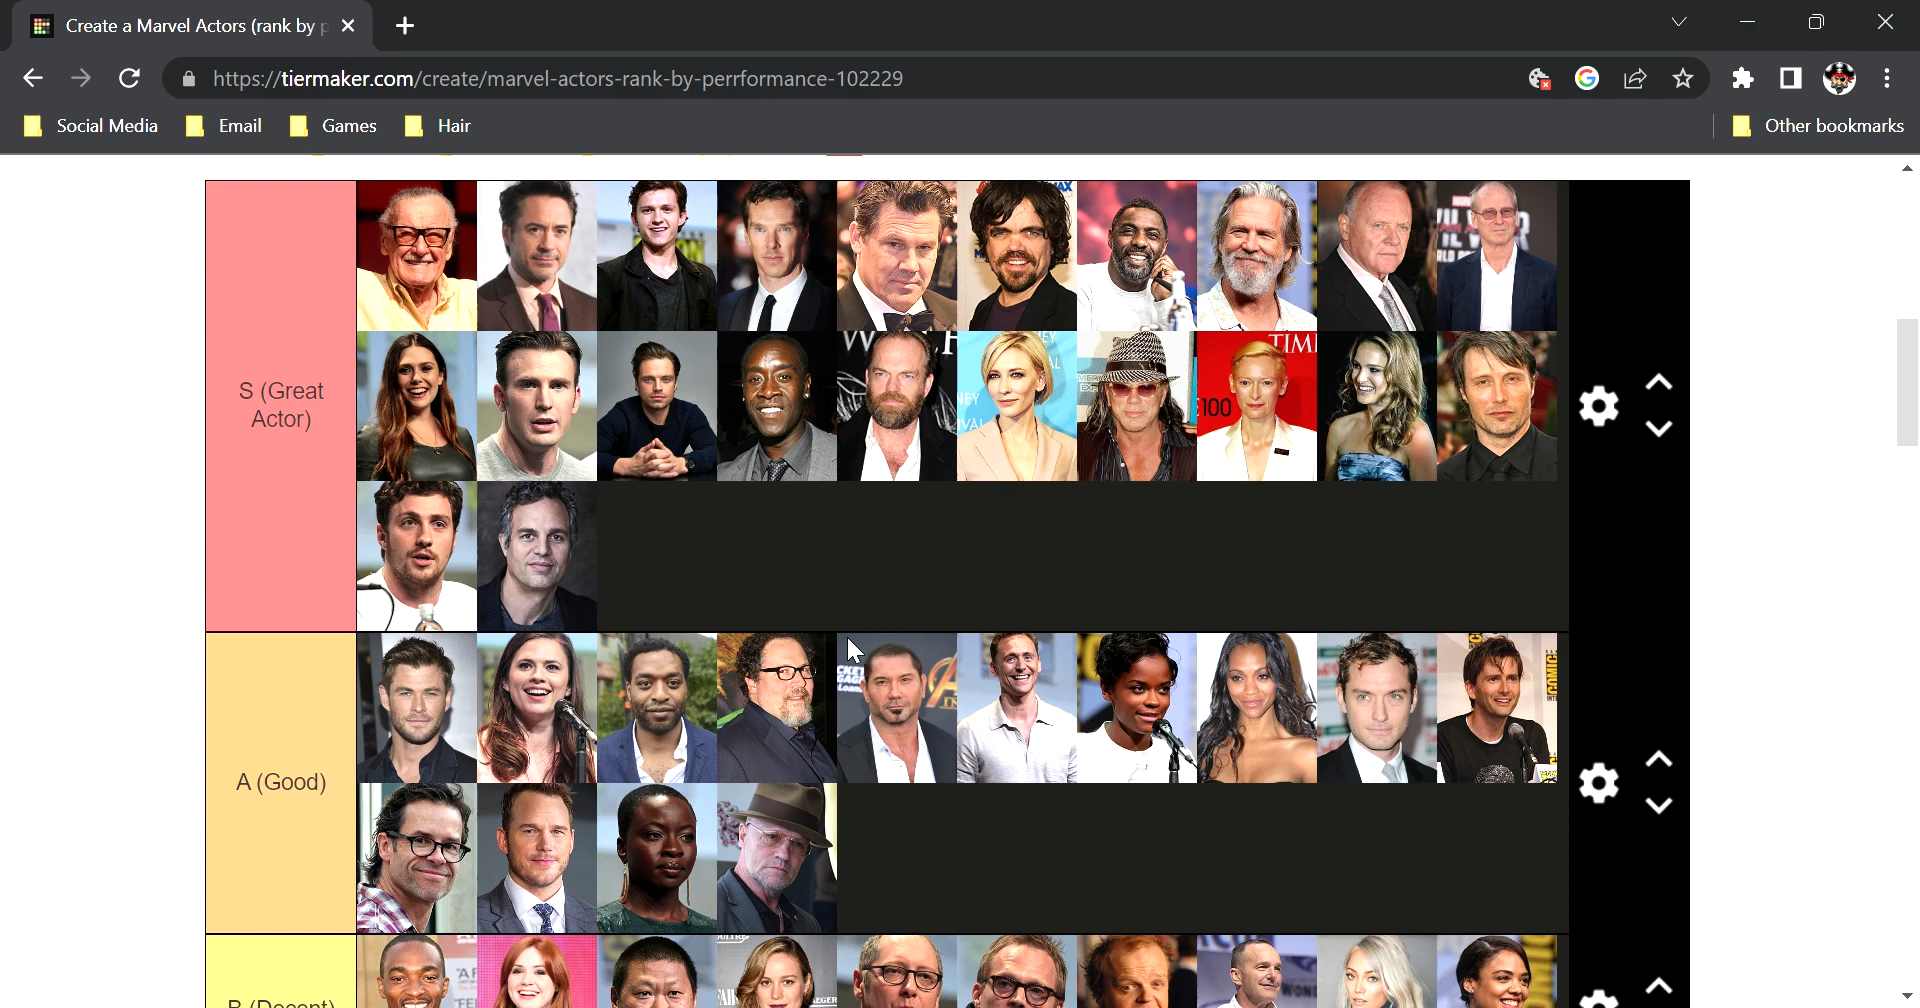 Create a Marvel Actors (rank by p
https://tiermaker.com/create/marvel-actors-rank-by-perrformance-102229
Social Media
Email
Games
Hair
Other bookmarks
S (Great
Actor)
TIME
100
A (Good)
B (Decent)